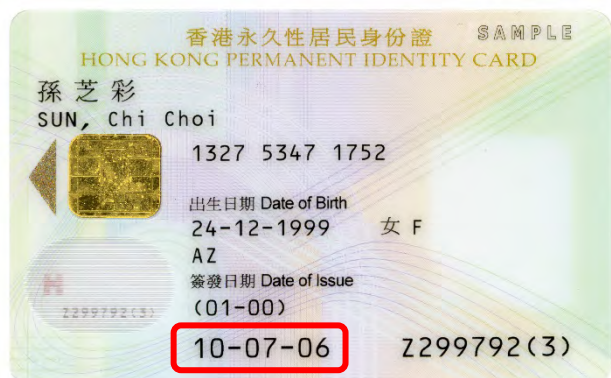 香港永久性居民身份證 SAMPLE
HONG KONG PERMANENT IDENTITY CARD
孫芝彩
SUN, Chi Choi
1327 5347 1752
出生日期 Date of Birth
24-12-1999 女 F
AZ
簽發日期 Date of Issue
(01-00)
H
Z299792(3)
10-07-06 Z299792(3)